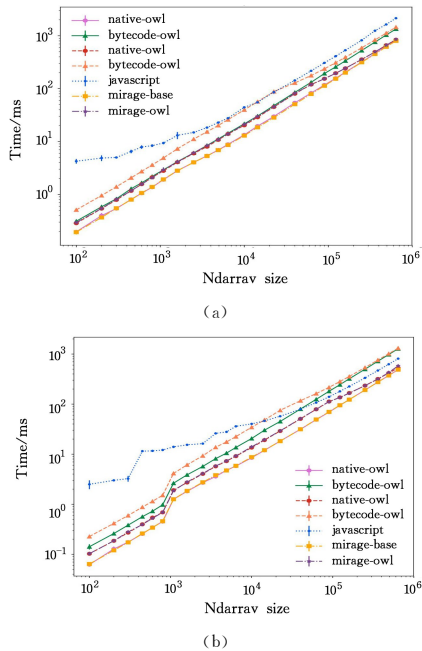 10³
10²
10¹
10⁰
Time/ms
native-owl
bytecode-owl
native-owl
bytecode-owl
javascript
mirage-base
mirage-owl
10² 10³ 10⁴ 10⁵ 10⁶
Ndarray size
(a)
10³
10²
10¹
10⁰
10⁻¹
Time/ms
native-owl
bytecode-owl
native-owl
bytecode-owl
javascript
mirage-base
mirage-owl
10² 10³ 10⁴ 10⁵ 10⁶
Ndarray size
(b)